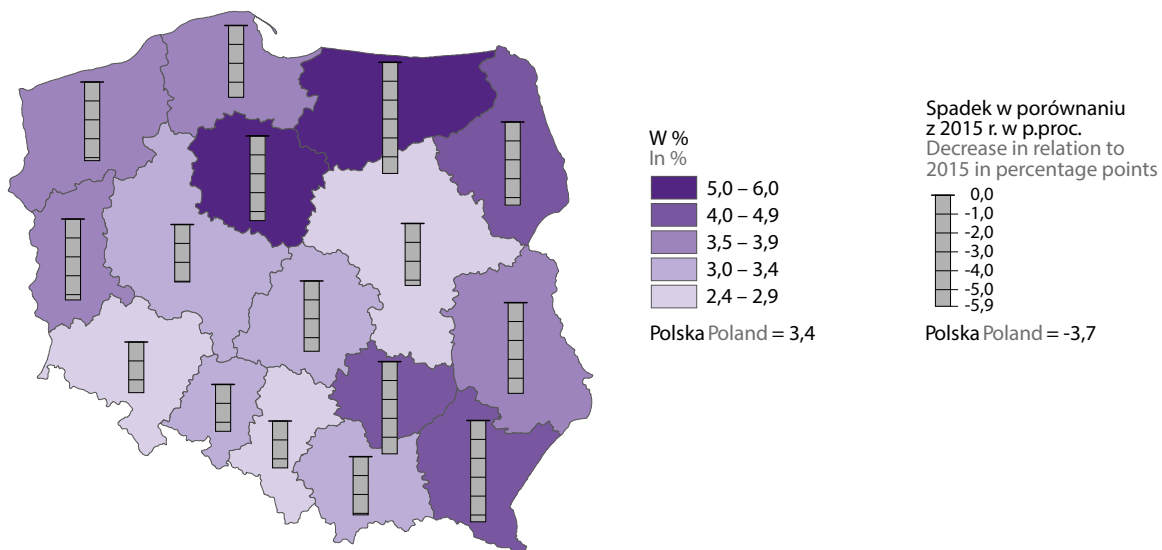 W %
In %
5,0 – 6,0
4,0 – 4,9
3,5 – 3,9
3,0 – 3,4
2,4 – 2,9
Polska Poland = 3,4
Spadek w porównaniu
z 2015 r. w p.proc.
Decrease in relation to
2015 in percentage points
0,0
-1,0
-2,0
-3,0
-4,0
-5,0
-5,9
Polska Poland = -3,7